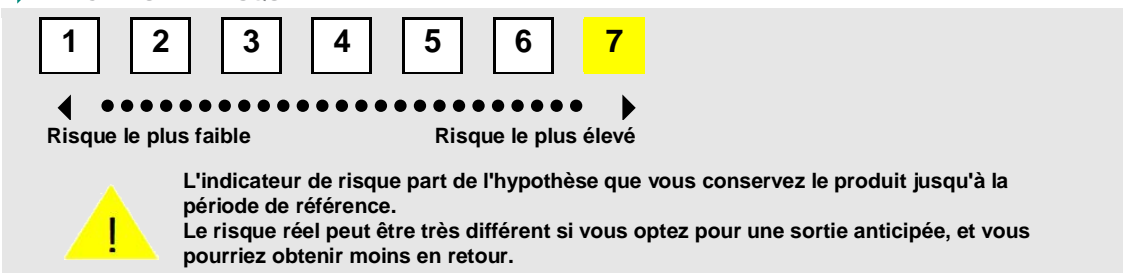 1 2 3 4 5 6 7
Risque le plus faible Risque le plus élevé
L'indicateur de risque part de l'hypothèse que vous conservez le produit jusqu'à la
période de référence.
Le risque réel peut être très différent si vous optez pour une sortie anticipée, et vous
pourriez obtenir moins en retour.
!